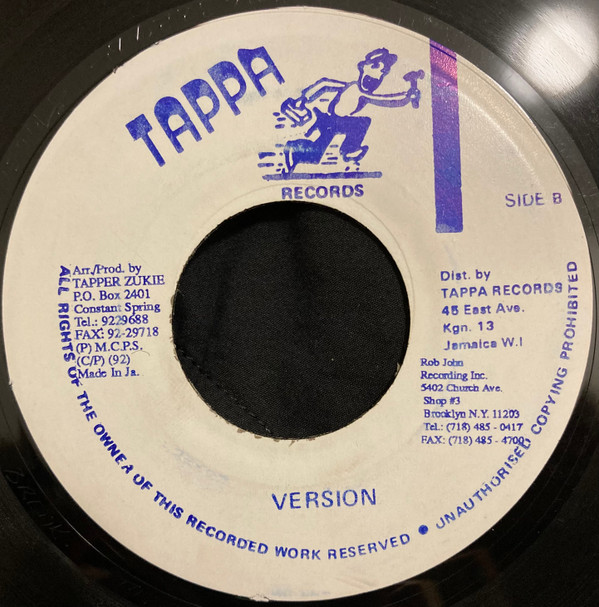 TAPPA
RECORDS
SIDE B
Arr./Prod. by
TAPPER ZUKIE
P.O. Box 2401
Constant Spring
Tel.: 9229688
FAX: 92-29718
(P) M.C.P.S.
(C/P) (92)
Made In Ja.
Dist. by
TAPPA RECORDS
45 East Ave.
Kgn. 13
Jamaica W.I
Rob John
Recording Inc.
5402 Church Ave.
Shop #3
Brooklyn N.Y. 11203
Tel.: (718) 485 - 0417
FAX: (718) 485 - 4700
VERSION
ALL RIGHTS OF THE OWNER OF THIS RECORDED WORK RESERVED ● UNAUTHORISED COPYING PROHIBITED